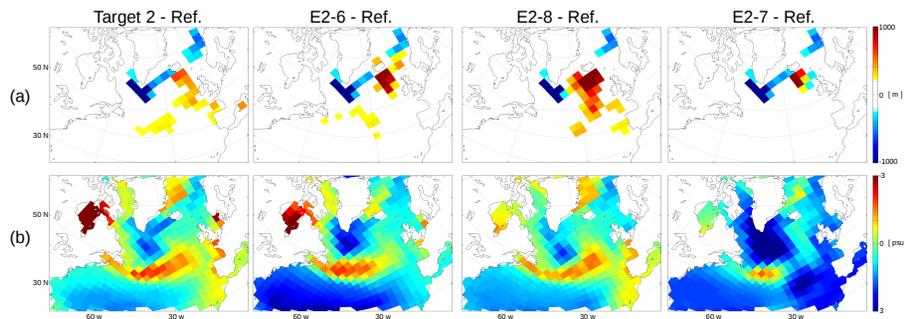 Target 2 - Ref. E2-6 - Ref. E2-8 - Ref. E2-7 - Ref.
1000
50 N
(a) 0 [ m ]
30 N
-1000
3
50 N
(b) 0 [ psu
30 N
3
60 w 30 w 60 w 30 w 60 w 30 w 60 w 30 w